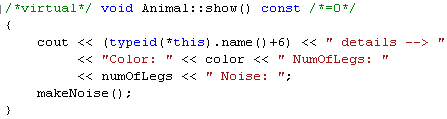 /*virtual*/ void Animal::show() const /*=0*/
{
    cout << (typeid(*this).name()+6) << " details --> "
         << "Color: " << color << " NumOfLegs: "
         << numOfLegs << " Noise: ";
    makeNoise();
}